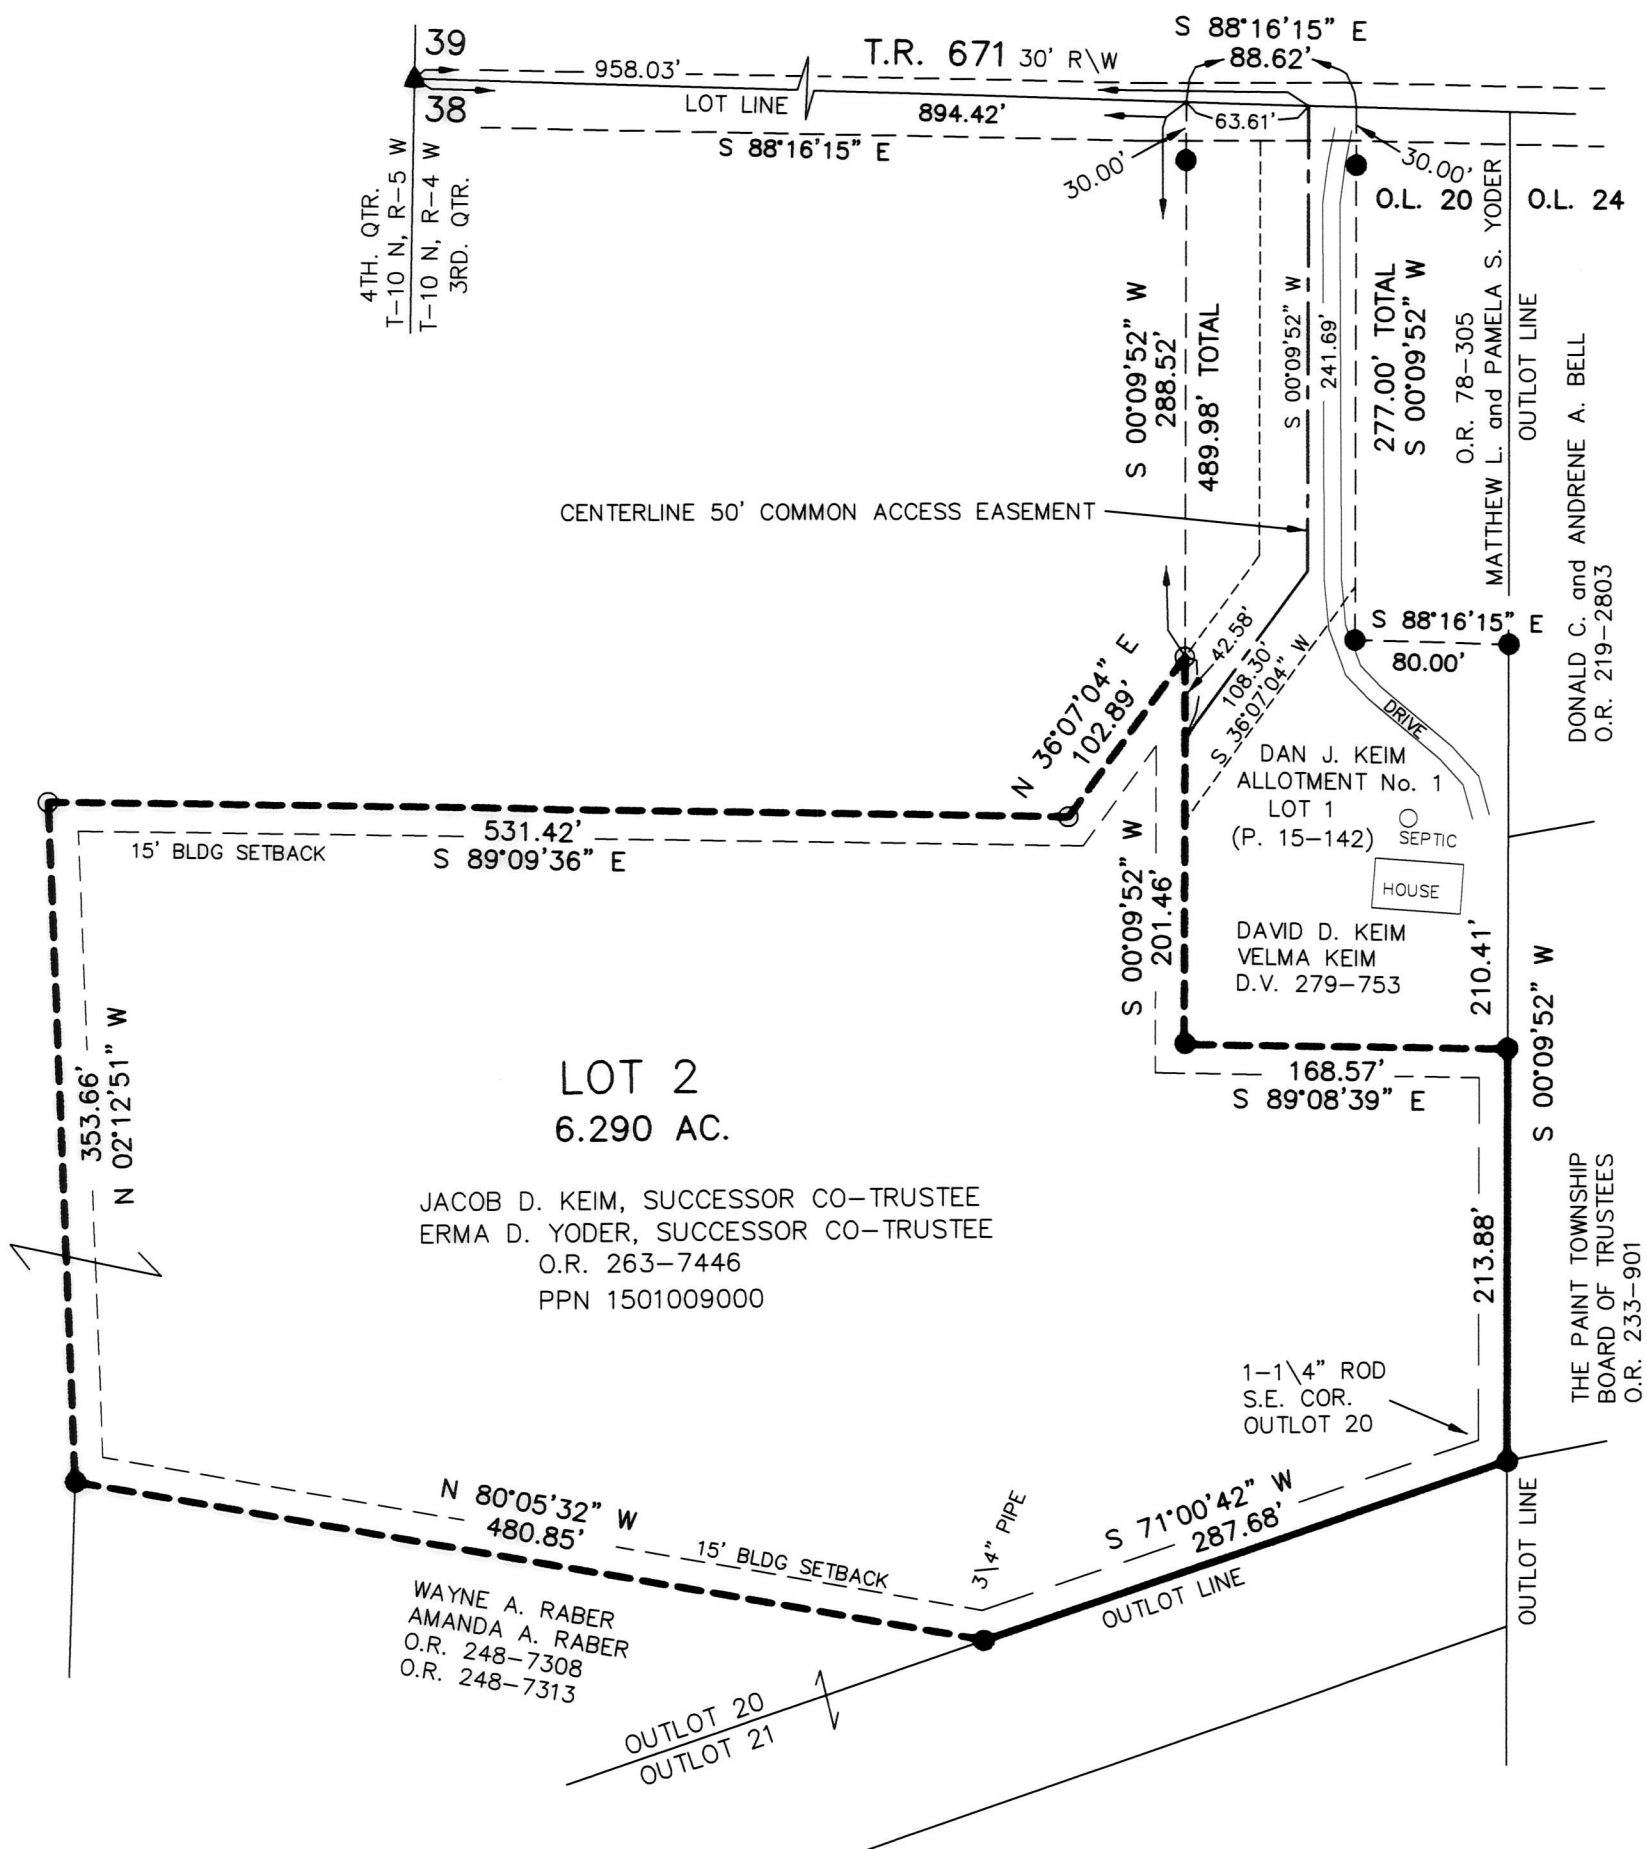 S 88°16'15" E
88.62'
39
958.03'
T.R. 671 30' R\W
38
LOT LINE
894.42'
63.61'
S 88°16'15" E
30.00'
30.00'
O.L. 20
O.L. 24
4TH. QTR.
T-10 N, R-5 W
T-10 N, R-4 W
3RD. QTR.
S 00°09'52" W
288.52'
489.98' TOTAL
S 00°09'52" W
241.69'
277.00' TOTAL
S 00°09'52" W
O.R. 78-305
MATTHEW L. and PAMELA S. YODER
OUTLOT LINE
DONALD C. and ANDRENE A. BELL
O.R. 219-2803
CENTERLINE 50' COMMON ACCESS EASEMENT
S 88°16'15" E
80.00'
42.58'
108.30'
S 36°07'04" W
N 36°07'04" E
102.89'
DRIVE
DAN J. KEIM
ALLOTMENT No. 1
LOT 1
(P. 15-142)
SEPTIC
HOUSE
531.42'
15' BLDG SETBACK
S 89°09'36" E
S 00°09'52" W
201.46'
DAVID D. KEIM
VELMA KEIM
D.V. 279-753
210.41'
S 00°09'52" W
353.66'
N 02°12'51" W
LOT 2
6.290 AC.
168.57'
S 89°08'39" E
JACOB D. KEIM, SUCCESSOR CO-TRUSTEE
ERMA D. YODER, SUCCESSOR CO-TRUSTEE
O.R. 263-7446
PPN 1501009000
213.88'
THE PAINT TOWNSHIP
BOARD OF TRUSTEES
O.R. 233-901
1-1\4" ROD
S.E. COR.
OUTLOT 20
N 80°05'32" W
480.85'
15' BLDG SETBACK
3\4" PIPE
S 71°00'42" W
287.68'
OUTLOT LINE
OUTLOT LINE
WAYNE A. RABER
AMANDA A. RABER
O.R. 248-7308
O.R. 248-7313
OUTLOT 20
OUTLOT 21